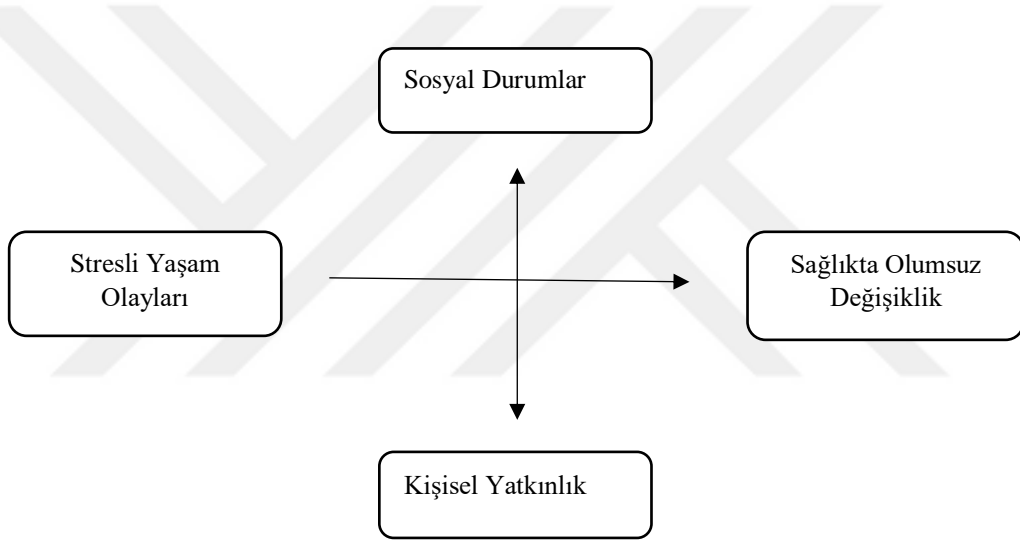 Sosyal Durumlar
Stresli Yaşam
Olayları
Sağlıkta Olumsuz
Değişiklik
Kişisel Yatkınlık